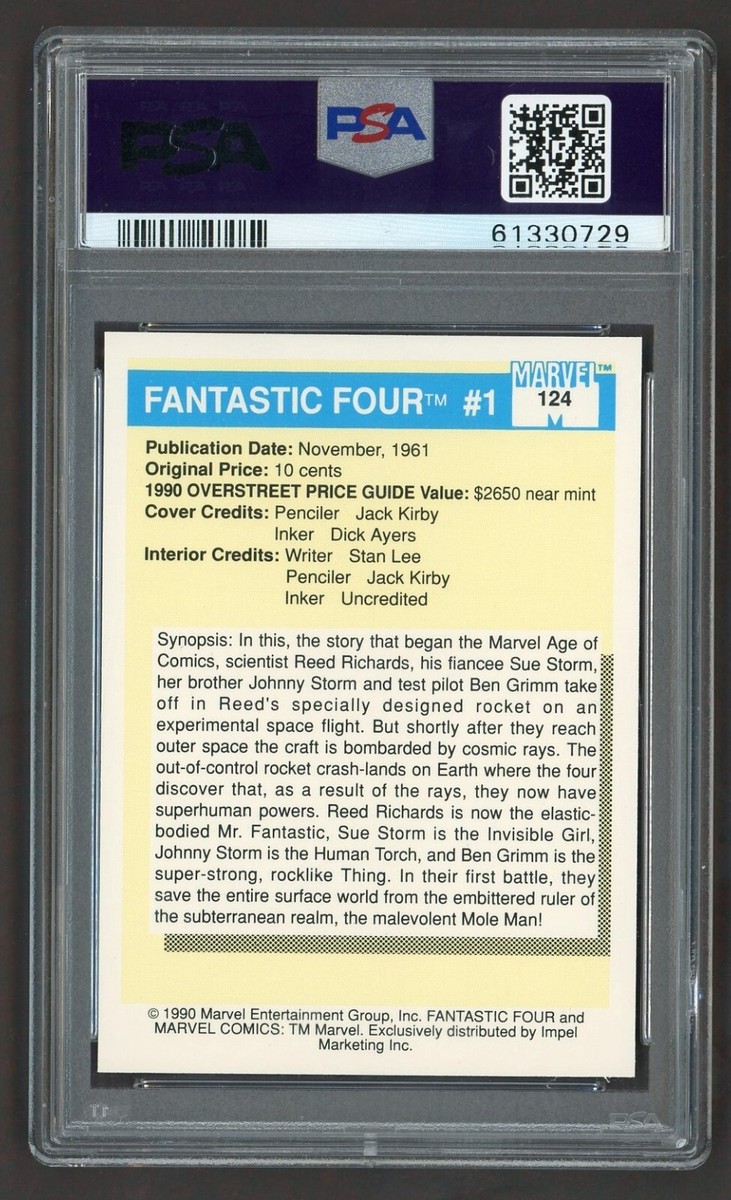 PSA PSA
61330729
MARVEL™
FANTASTIC FOUR™ #1 124
Publication Date: November, 1961
Original Price: 10 cents
1990 OVERSTREET PRICE GUIDE Value: $2650 near mint
Cover Credits: Penciler Jack Kirby
Inker Dick Ayers
Interior Credits: Writer Stan Lee
Penciler Jack Kirby
Inker Uncredited
Synopsis: In this, the story that began the Marvel Age of
Comics, scientist Reed Richards, his fiancee Sue Storm,
her brother Johnny Storm and test pilot Ben Grimm take
off in Reed's specially designed rocket on an
experimental space flight. But shortly after they reach
outer space the craft is bombarded by cosmic rays. The
out-of-control rocket crash-lands on Earth where the four
discover that, as a result of the rays, they now have
superhuman powers. Reed Richards is now the elastic-
bodied Mr. Fantastic, Sue Storm is the Invisible Girl,
Johnny Storm is the Human Torch, and Ben Grimm is the
super-strong, rocklike Thing. In their first battle, they
save the entire surface world from the embittered ruler of
the subterranean realm, the malevolent Mole Man!
© 1990 Marvel Entertainment Group, Inc. FANTASTIC FOUR and
MARVEL COMICS: TM Marvel. Exclusively distributed by Impel
Marketing Inc.
PSA